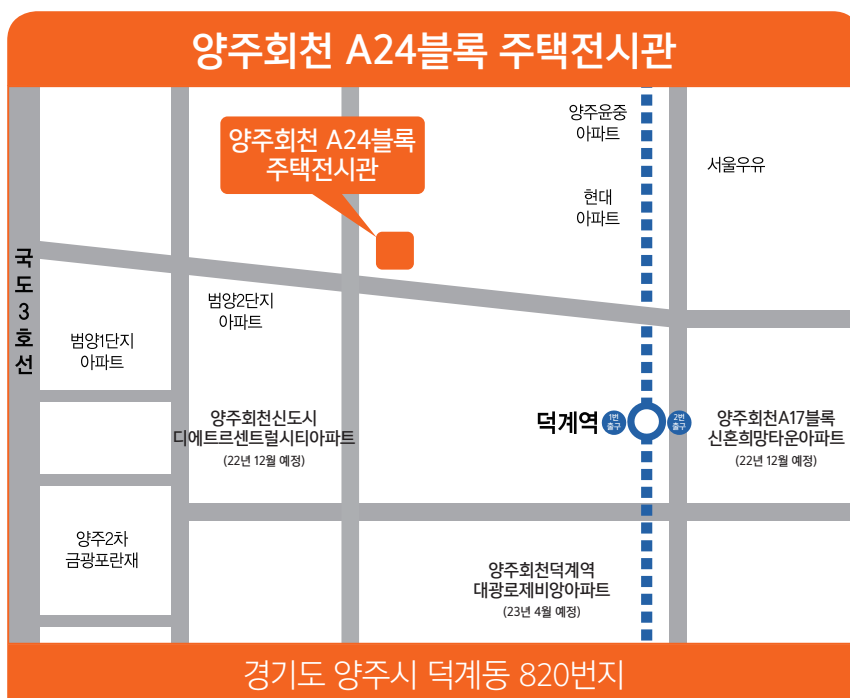 양주회천 A24블록 주택전시관
양주윤중
아파트
양주회천 A24블록
주택전시관
서울우유
현대
아파트
국도3호선
범양2단지
아파트
범양1단지
아파트
양주회천신도시
디에트르센트럴시티아파트
(22년 12월 예정)
덕계역
1번
출구
2번
출구
양주회천A17블록
신혼희망타운아파트
(22년 12월 예정)
양주2차
금광포란재
양주회천덕계역
대광로제비앙아파트
(23년 4월 예정)
경기도 양주시 덕계동 820번지